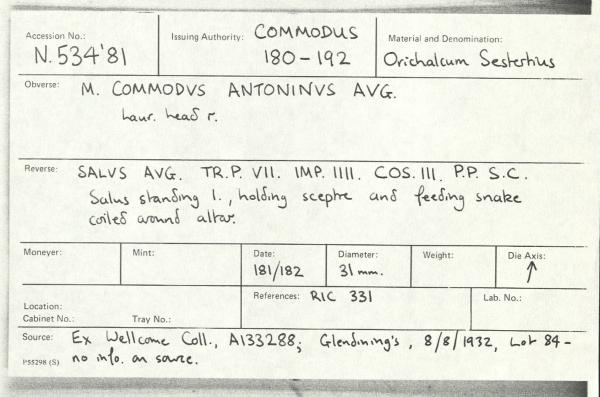 Accession No.: N.534'81
Issuing Authority: COMMODUS
180-192
Material and Denomination:
Orichalcum Sestertius
Obverse: M. COMMODVS ANTONINVS AVG.
laur. head r.
Reverse: SALVS AVG. TR.P. VII. IMP. IIII. COS. III. P.P. S.C.
Salus standing l., holding sceptre and feeding snake
coiled around altar.
Moneyer:
Mint:
Date: 181/182
Diameter: 31 mm.
Weight:
Die Axis: ↑
Location:
Cabinet No.: Tray No.:
References: RIC 331
Lab. No.:
Source: Ex Wellcome Coll., A133288; Glendining's, 8/8/1932, Lot 84-
P55298 (S) no info. on source.